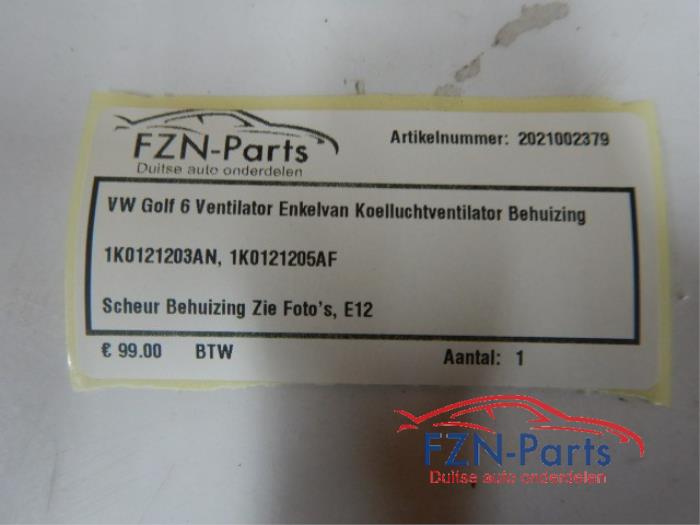 FZN-Parts
Duitse auto onderdelen
Artikelnummer: 2021002379
VW Golf 6 Ventilator Enkelvan Koelluchtventilator Behuizing
1K0121203AN, 1K0121205AF
Scheur Behuizing Zie Foto's, E12
€ 99.00 BTW Aantal: 1
FZN-Parts
Duitse auto onderdelen